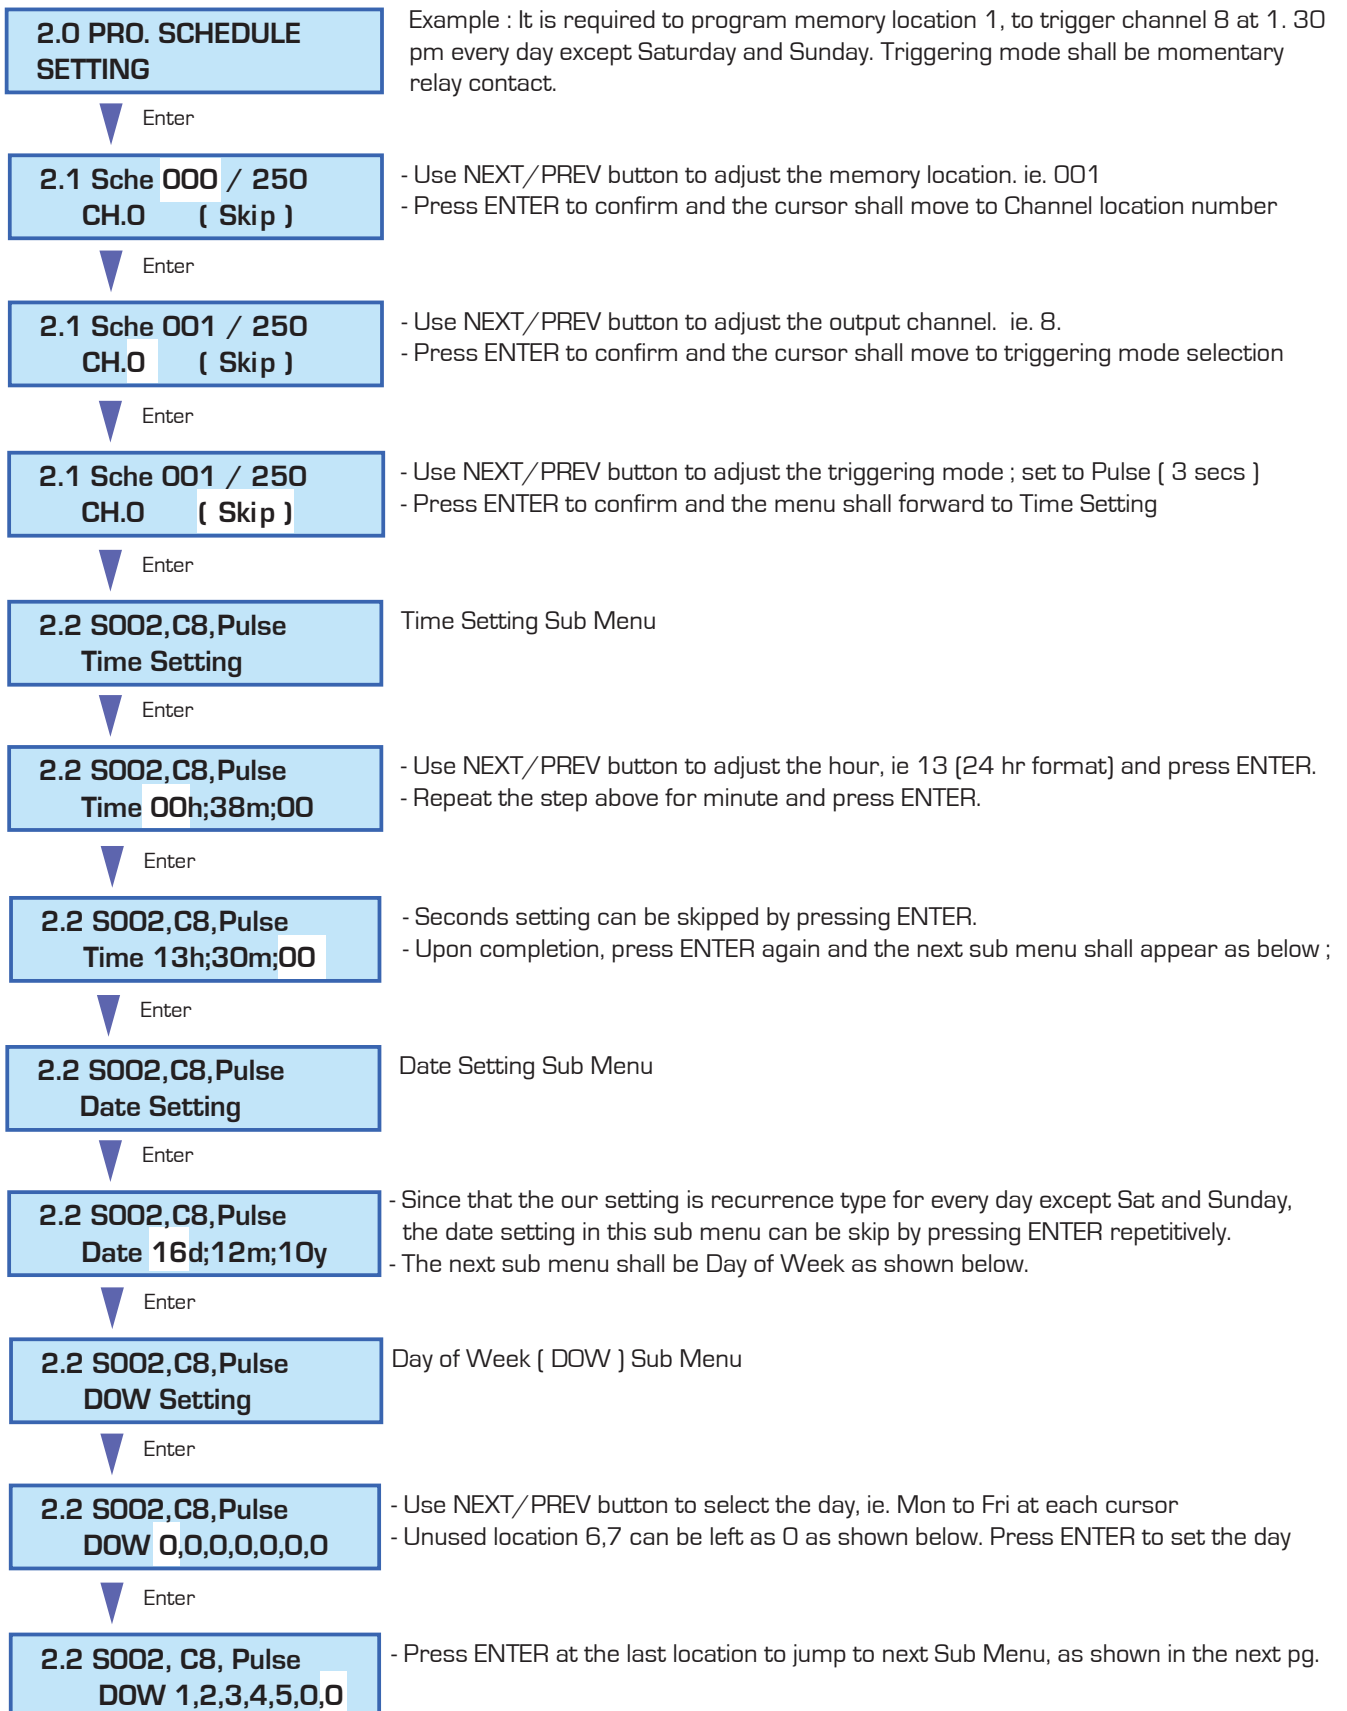 2.0 PRO. SCHEDULE
SETTING
Example : It is required to program memory location 1, to trigger channel 8 at 1. 30
pm every day except Saturday and Sunday. Triggering mode shall be momentary
relay contact.
Enter
2.1 Sche 000 / 250
CH.0 ( Skip )
- Use NEXT/PREV button to adjust the memory location. ie. 001
- Press ENTER to confirm and the cursor shall move to Channel location number
Enter
2.1 Sche 001 / 250
CH.0 ( Skip )
- Use NEXT/PREV button to adjust the output channel. ie. 8.
- Press ENTER to confirm and the cursor shall move to triggering mode selection
Enter
2.1 Sche 001 / 250
CH.0 ( Skip )
- Use NEXT/PREV button to adjust the triggering mode ; set to Pulse ( 3 secs )
- Press ENTER to confirm and the menu shall forward to Time Setting
Enter
2.2 S002,C8,Pulse
Time Setting
Time Setting Sub Menu
Enter
2.2 S002,C8,Pulse
Time 00h;38m;00
- Use NEXT/PREV button to adjust the hour, ie 13 (24 hr format) and press ENTER.
- Repeat the step above for minute and press ENTER.
Enter
2.2 S002,C8,Pulse
Time 13h;30m;00
- Seconds setting can be skipped by pressing ENTER.
- Upon completion, press ENTER again and the next sub menu shall appear as below ;
Enter
2.2 S002,C8,Pulse
Date Setting
Date Setting Sub Menu
Enter
2.2 S002,C8,Pulse
Date 16d;12m;10y
- Since that the our setting is recurrence type for every day except Sat and Sunday,
the date setting in this sub menu can be skip by pressing ENTER repetitively.
- The next sub menu shall be Day of Week as shown below.
Enter
2.2 S002,C8,Pulse
DOW Setting
Day of Week ( DOW ) Sub Menu
Enter
2.2 S002,C8,Pulse
DOW 0,0,0,0,0,0,0
- Use NEXT/PREV button to select the day, ie. Mon to Fri at each cursor
- Unused location 6,7 can be left as 0 as shown below. Press ENTER to set the day
Enter
2.2 S002, C8, Pulse
DOW 1,2,3,4,5,0,0
- Press ENTER at the last location to jump to next Sub Menu, as shown in the next pg.